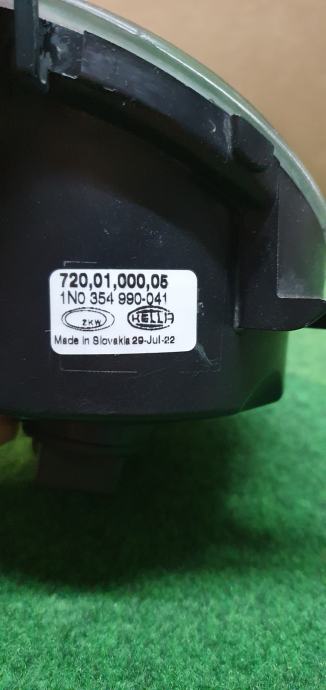 720,01,000,05
1N0 354 990-041
ZKW HELLA
Made in Slovakia 29-Jul-22